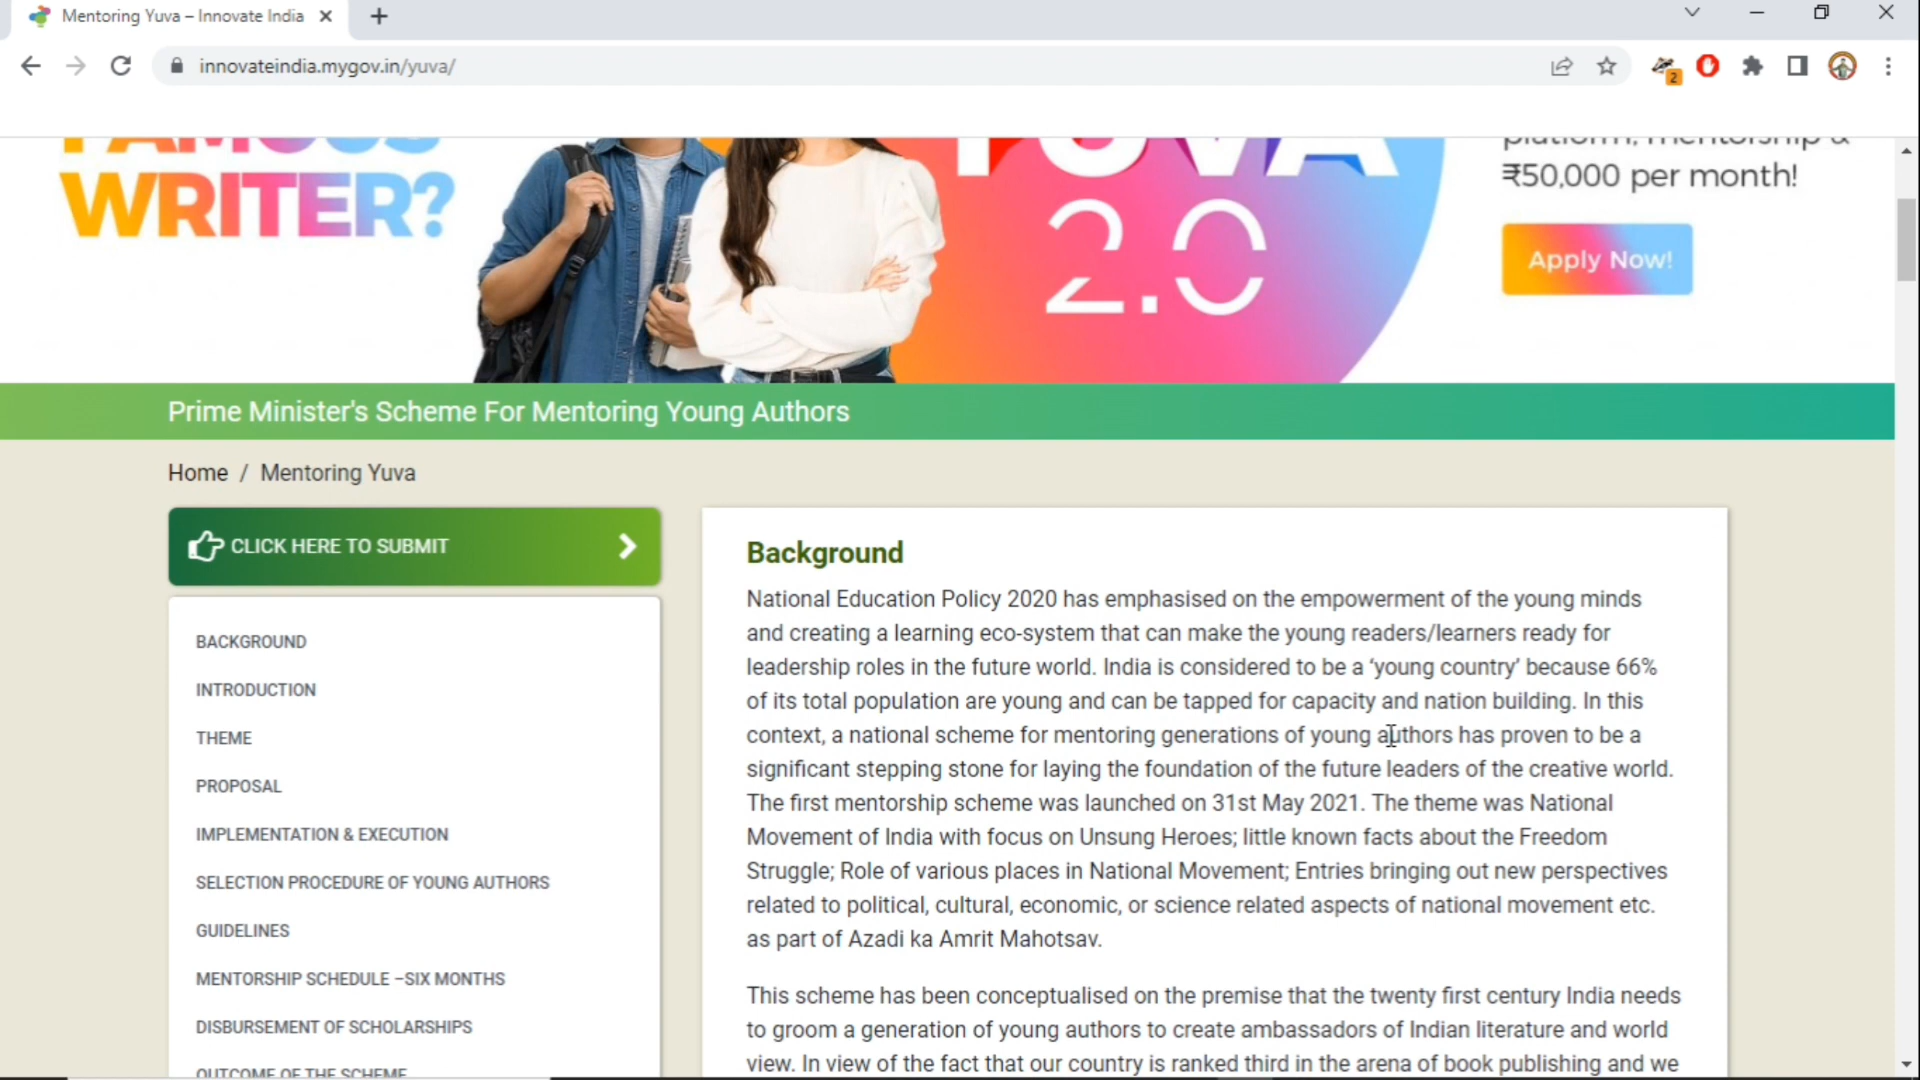 Mentoring Yuva – Innovate India
innovateindia.mygov.in/yuva/
2
FAMOUS
WRITER?
YUVA
2.0
platform, mentorship &
₹50,000 per month!
Apply Now!
Prime Minister's Scheme For Mentoring Young Authors
Home / Mentoring Yuva
CLICK HERE TO SUBMIT
BACKGROUND
INTRODUCTION
THEME
PROPOSAL
IMPLEMENTATION & EXECUTION
SELECTION PROCEDURE OF YOUNG AUTHORS
GUIDELINES
MENTORSHIP SCHEDULE –SIX MONTHS
DISBURSEMENT OF SCHOLARSHIPS
OUTCOME OF THE SCHEME
Background
National Education Policy 2020 has emphasised on the empowerment of the young minds
and creating a learning eco-system that can make the young readers/learners ready for
leadership roles in the future world. India is considered to be a ‘young country’ because 66%
of its total population are young and can be tapped for capacity and nation building. In this
context, a national scheme for mentoring generations of young authors has proven to be a
significant stepping stone for laying the foundation of the future leaders of the creative world.
The first mentorship scheme was launched on 31st May 2021. The theme was National
Movement of India with focus on Unsung Heroes; little known facts about the Freedom
Struggle; Role of various places in National Movement; Entries bringing out new perspectives
related to political, cultural, economic, or science related aspects of national movement etc.
as part of Azadi ka Amrit Mahotsav.
This scheme has been conceptualised on the premise that the twenty first century India needs
to groom a generation of young authors to create ambassadors of Indian literature and world
view. In view of the fact that our country is ranked third in the arena of book publishing and we